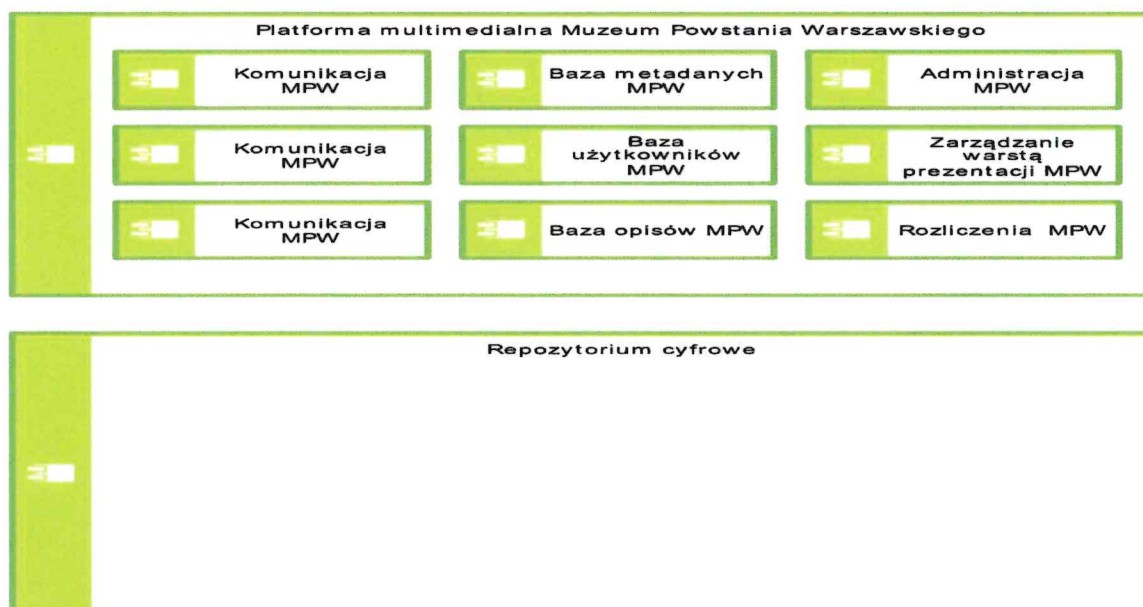 Platforma multimedialna Muzeum Powstania Warszawskiego
Komunikacja
MPW
Baza metadanych
MPW
Administracja
MPW
Komunikacja
MPW
Baza
użytkowników
MPW
Zarządzanie
warstą
prezentacji MPW
Komunikacja
MPW
Baza opisów MPW
Rozliczenia MPW
Repozytorium cyfrowe